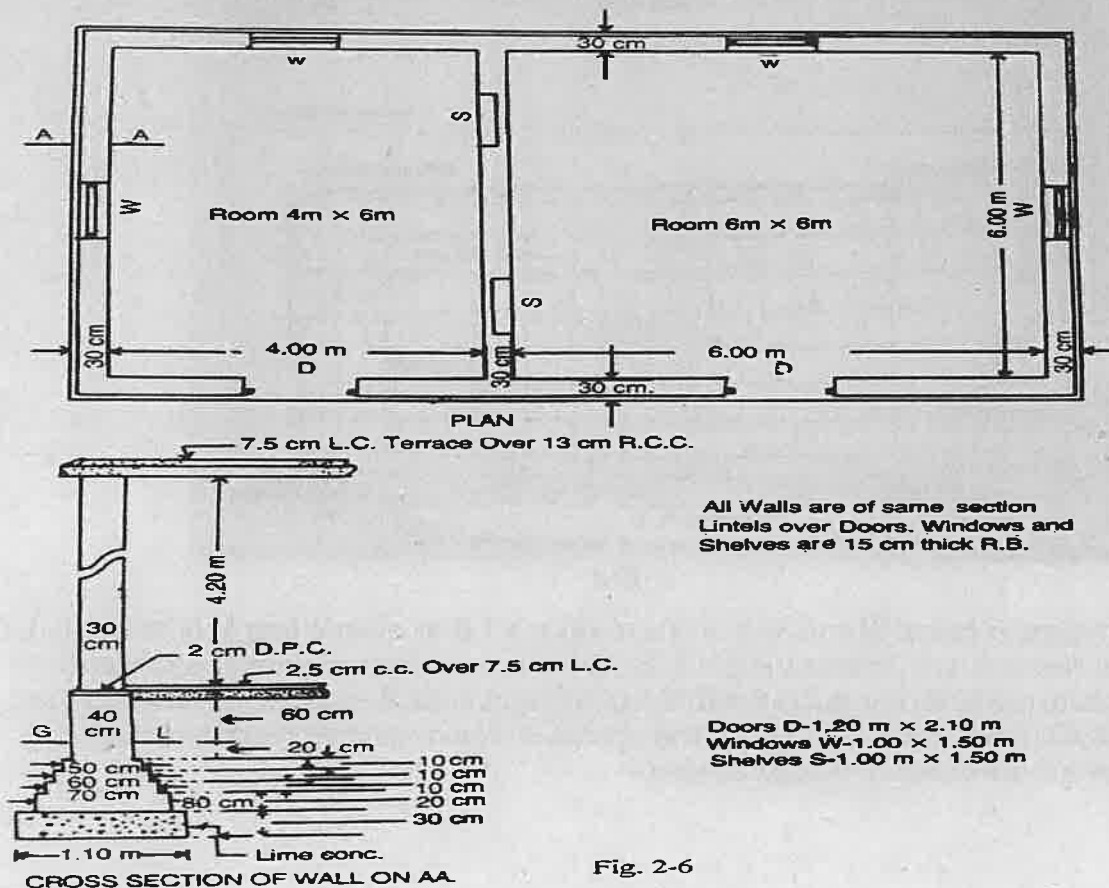 30 cm
w
w
A A
S
W
Room 4m × 6m
Room 6m × 6m
6.00 m
W
S
30 cm
4.00 m
D
30 cm
6.00 m
D
30 cm
30 cm.
PLAN
7.5 cm L.C. Terrace Over 13 cm R.C.C.
All Walls are of same section
Lintels over Doors. Windows and
Shelves are 15 cm thick R.B.
4.20 m
30
cm
2 cm D.P.C.
2.5 cm c.c. Over 7.5 cm L.C.
40
cm
60 cm
G L
20 cm
Doors D-1.20 m × 2.10 m
Windows W-1.00 × 1.50 m
Shelves S-1.00 m × 1.50 m
50 cm
10 cm
60 cm
10 cm
70 cm
10 cm
80 cm
20 cm
30 cm
1.10 m
Lime conc.
CROSS SECTION OF WALL ON AA
Fig. 2-6